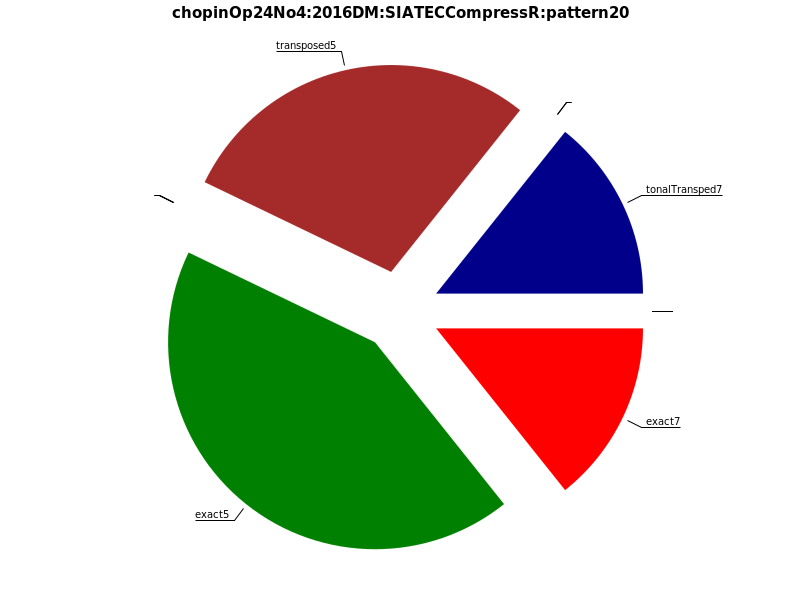 chopinOp24No4:2016DM:SIATECCompressR:pattern20
transposed5
tonalTransped7
exact7
exact5